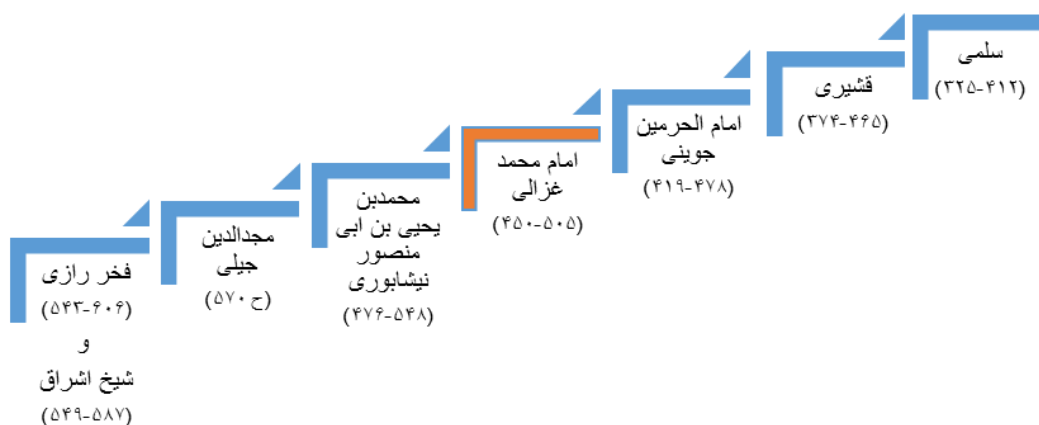 سلمی
(۳۲۵-۴۱۲)
قشیری
(۳۷۴-۴۶۵)
امام الحرمین
جوینی
(۴۱۹-۴۷۸)
امام محمد
غزالی
(۴۵۰-۵۰۵)
محمدبن
یحیی بن ابی
منصور
نیشابوری
(۴۷۶-۵۴۸)
مجدالدین
جیلی
(ح ۵۷۰)
فخر رازی
(۵۴۳-۶۰۶)
و
شیخ اشراق
(۵۴۹-۵۸۷)